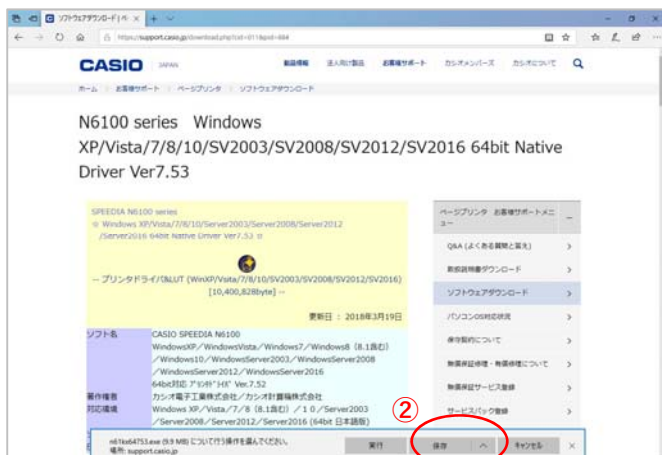 ソフトウェアダウンロード | ペ
https://support.casio.jp/download.php?cid=011&pid=484
CASIO JAPAN
製品情報 法人向け製品 お客様サポート カシオメンバーズ カシオについて
ホーム お客様サポート ページプリンタ ソフトウェアダウンロード
N6100 series Windows
XP/Vista/7/8/10/SV2003/SV2008/SV2012/SV2016 64bit Native
Driver Ver7.53
SPEEDIA N6100 series
Windows XP/Vista/7/8/10/Server2003/Server2008/Server2012
/Server2016 64bit Native Driver Ver7.53
-- プリンタドライバ&LUT (WinXP/Vista/7/8/10/SV2003/SV2008/SV2012/SV2016)
[10,400,828byte] --
更新日 : 2018年3月19日
ソフト名 CASIO SPEEDIA N6100
WindowsXP/WindowsVista/Windows7/Windows8（8.1含む）
/Windows10/WindowsServer2003/WindowsServer2008
/WindowsServer2012/WindowsServer2016
64bit対応 プリンタドライバ Ver.7.52
著作権者 カシオ電子工業株式会社/カシオ計算機株式会社
対応環境 Windows XP/Vista/7/8（8.1含む）/１０/Server2003
/Server2008/Server2012/Server2016 (64bit 日本語版)
ページプリンタ お客様サポートメニ
ュー
Q&A (よくある質問と答え)
取扱説明書ダウンロード
ソフトウェアダウンロード
パソコンOS対応状況
保守契約について
無償保証修理・有償修理について
無償保証サービス登録
サービスパック登録
②
n61kx64753.exe (9.9 MB) について行う操作を選んでください。
場所: support.casio.jp
実行 保存 キャンセル